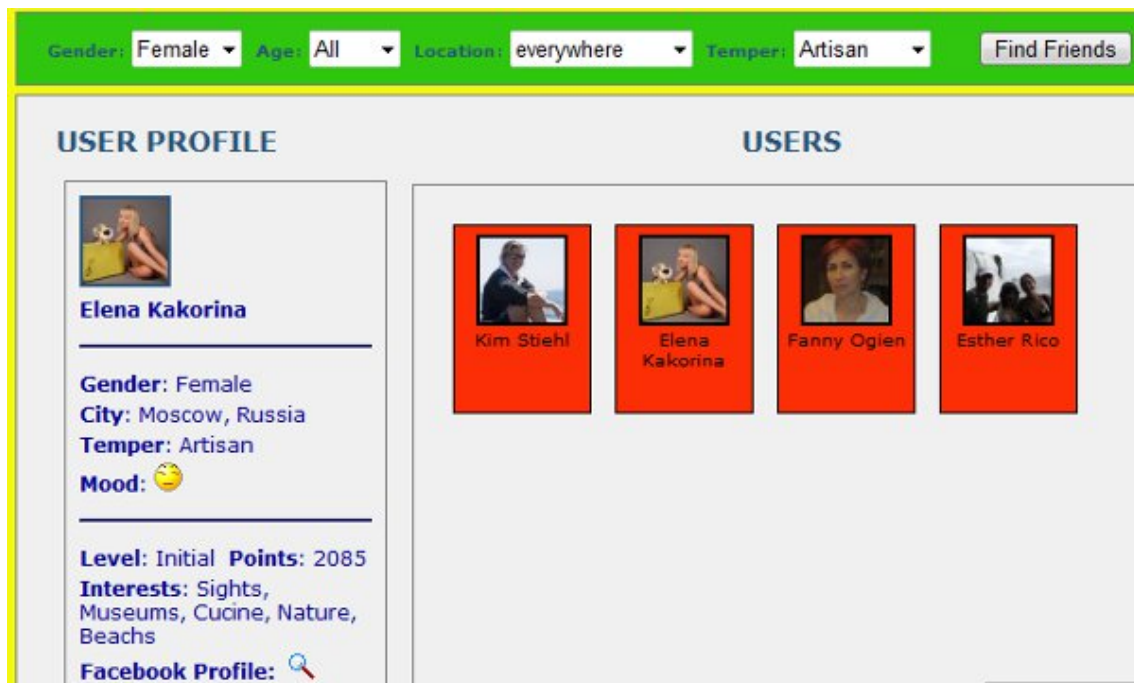 Gender: Female Age: All Location: everywhere Temper: Artisan Find Friends
USER PROFILE
USERS
Elena Kakorina
Gender: Female
City: Moscow, Russia
Temper: Artisan
Mood:
Level: Initial Points: 2085
Interests: Sights,
Museums, Cucine, Nature,
Beachs
Facebook Profile:
Kim Stiehl
Elena
Kakorina
Fanny Ogien
Esther Rico